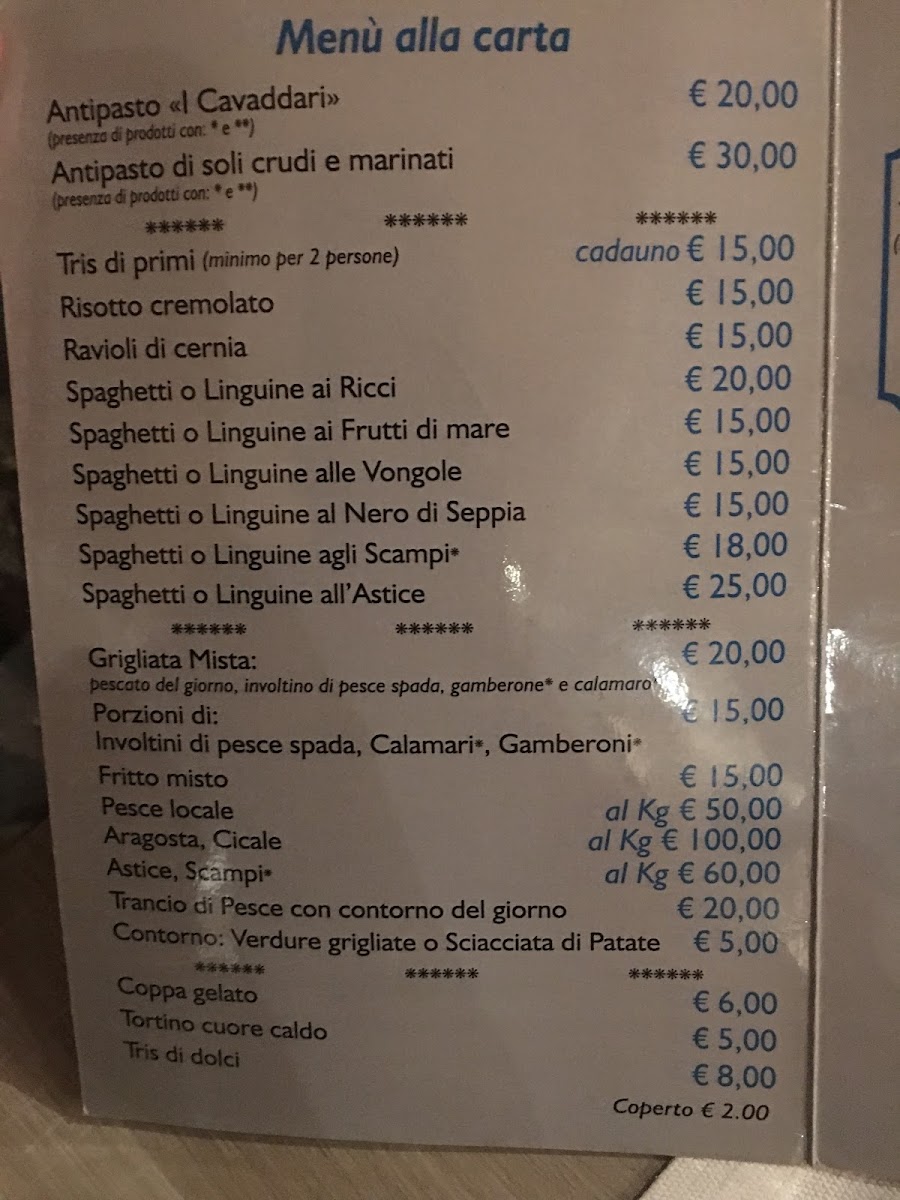 Menù alla carta
Antipasto «I Cavaddari» € 20,00
(presenza di prodotti con: * e **)
Antipasto di soli crudi e marinati € 30,00
(presenza di prodotti con: * e **)
****** ****** ******
Tris di primi (minimo per 2 persone) cadauno € 15,00
Risotto cremolato € 15,00
Ravioli di cernia € 15,00
Spaghetti o Linguine ai Ricci € 20,00
Spaghetti o Linguine ai Frutti di mare € 15,00
Spaghetti o Linguine alle Vongole € 15,00
Spaghetti o Linguine al Nero di Seppia € 15,00
Spaghetti o Linguine agli Scampi* € 18,00
Spaghetti o Linguine all'Astice € 25,00
****** ****** ******
Grigliata Mista: € 20,00
pescato del giorno, involtino di pesce spada, gamberone* e calamaro*
Porzioni di: € 15,00
Involtini di pesce spada, Calamari*, Gamberoni*
Fritto misto € 15,00
Pesce locale al Kg € 50,00
Aragosta, Cicale al Kg € 100,00
Astice, Scampi* al Kg € 60,00
Trancio di Pesce con contorno del giorno € 20,00
Contorno: Verdure grigliate o Sciacciata di Patate € 5,00
****** ****** ******
Coppa gelato € 6,00
Tortino cuore caldo € 5,00
Tris di dolci € 8,00
Coperto € 2.00